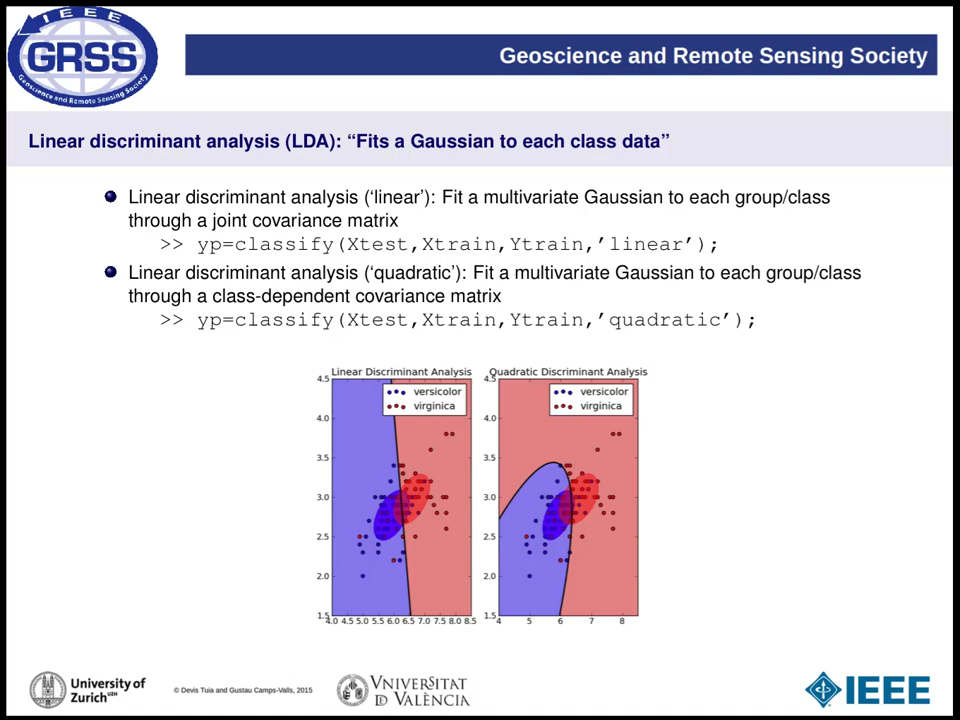 IEEE
GRSS
Geoscience and Remote Sensing Society
Geoscience and Remote Sensing Society
Linear discriminant analysis (LDA): “Fits a Gaussian to each class data”
Linear discriminant analysis (‘linear’): Fit a multivariate Gaussian to each group/class
through a joint covariance matrix
>> yp=classify(Xtest,Xtrain,Ytrain,’linear’);
Linear discriminant analysis (‘quadratic’): Fit a multivariate Gaussian to each group/class
through a class-dependent covariance matrix
>> yp=classify(Xtest,Xtrain,Ytrain,’quadratic’);
Linear Discriminant Analysis
versicolor
virginica
4.5
4.0
3.5
3.0
2.5
2.0
1.5
4.0 4.5 5.0 5.5 6.0 6.5 7.0 7.5 8.0 8.5
Quadratic Discriminant Analysis
versicolor
virginica
4.5
4.0
3.5
3.0
2.5
2.0
1.5
4 5 6 7 8
University of
Zurich UZH
© Devis Tuia and Gustau Camps-Valls, 2015
VNIVERSITAT
DE VALÈNCIA
IEEE